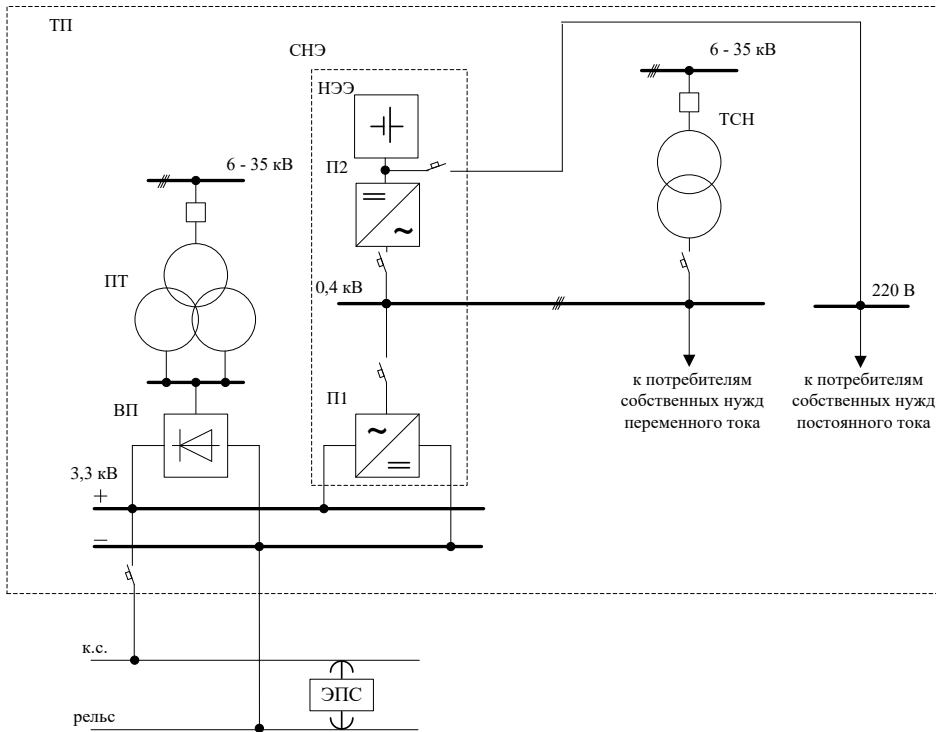 ТП
СНЭ
6 - 35 кВ
НЭЭ
ТСН
6 - 35 кВ
П2
ПТ
0,4 кВ
220 В
к потребителям
собственных нужд
переменного тока
к потребителям
собственных нужд
постоянного тока
ВП
П1
3,3 кВ
+
−
к.с.
ЭПС
рельс